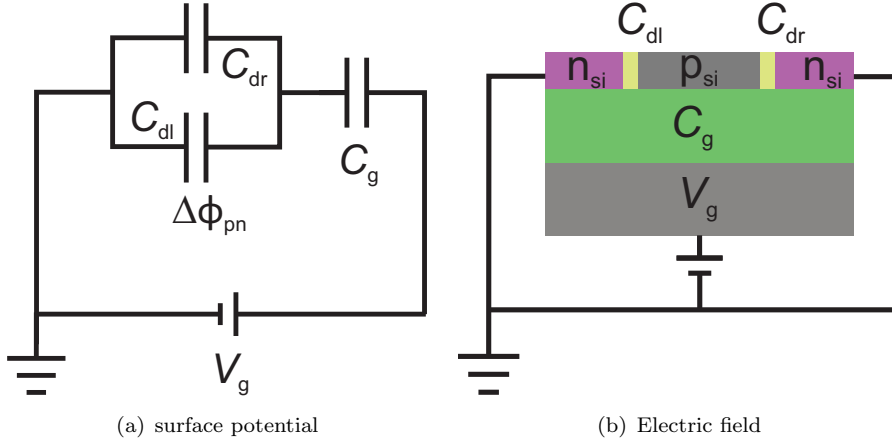 C_dr
C_dl
C_g
Δϕ_pn
V_g
(a) surface potential
C_dl
C_dr
n_si
p_si
n_si
C_g
V_g
(b) Electric field